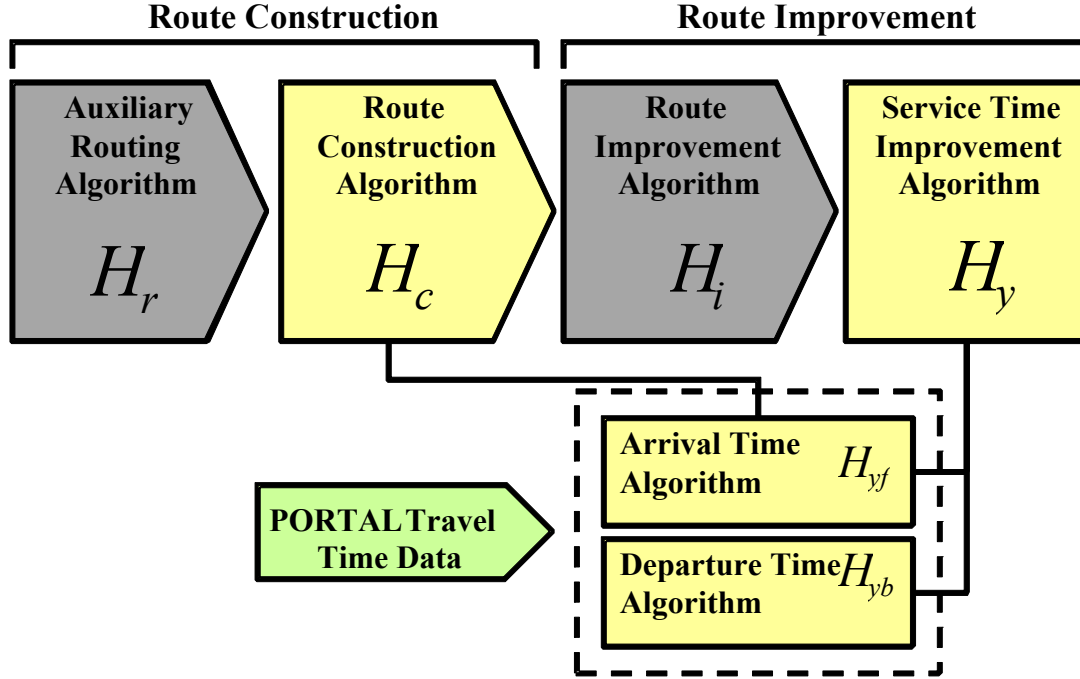 Route Construction
Route Improvement
Auxiliary
Routing
Algorithm
H_r
Route
Construction
Algorithm
H_c
Route
Improvement
Algorithm
H_i
Service Time
Improvement
Algorithm
H_y
Arrival Time
Algorithm
H_yf
PORTAL Travel
Time Data
Departure Time
Algorithm
H_yb